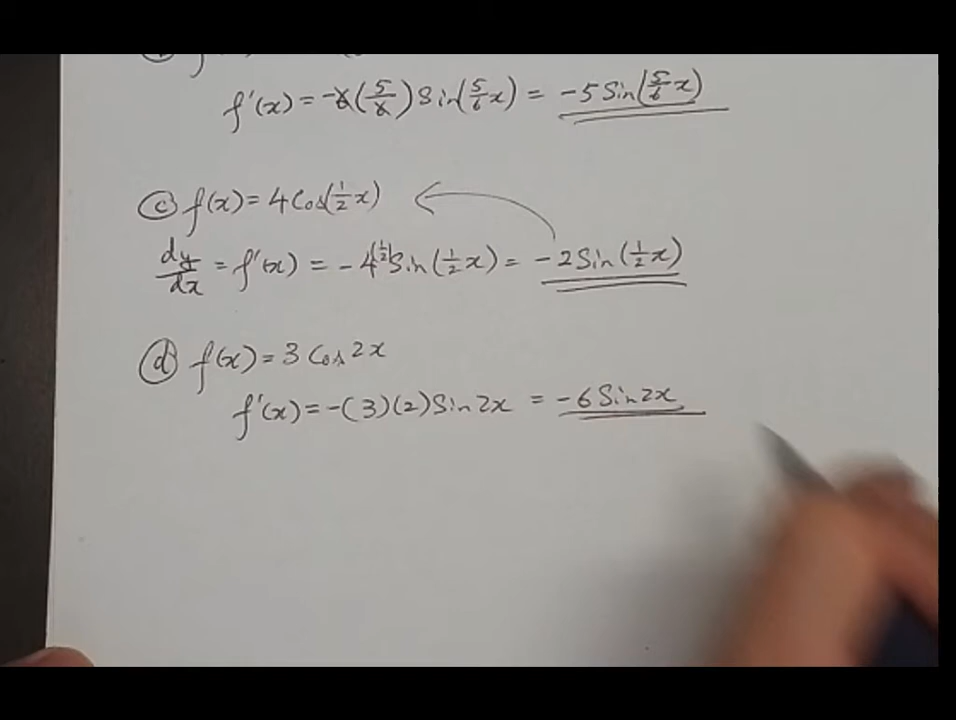 f'(x) = -6(5/6) Sin(5/6 x) = -5 Sin(5/6 x)
ⓒ f(x) = 4 Cos(1/2 x)
dy/dx = f'(x) = -4(1/2) Sin(1/2 x) = -2 Sin(1/2 x)
ⓓ f(x) = 3 Cos 2x
f'(x) = -(3)(2) Sin 2x = -6 Sin 2x